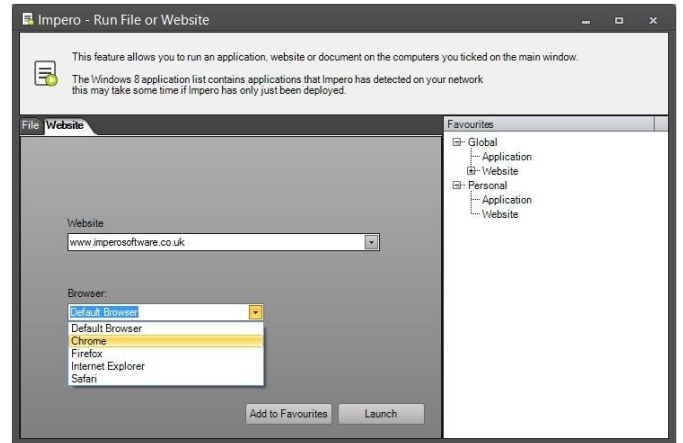 Impero - Run File or Website
This feature allows you to run an application, website or document on the computers you ticked on the main window.
The Windows 8 application list contains applications that Impero has detected on your network
this may take some time if Impero has only just been deployed.
File Website
Website
www.imperosoftware.co.uk
Browser:
Default Browser
Default Browser
Chrome
Firefox
Internet Explorer
Safari
Add to Favourites Launch
Favourites
Global
Application
Website
Personal
Application
Website